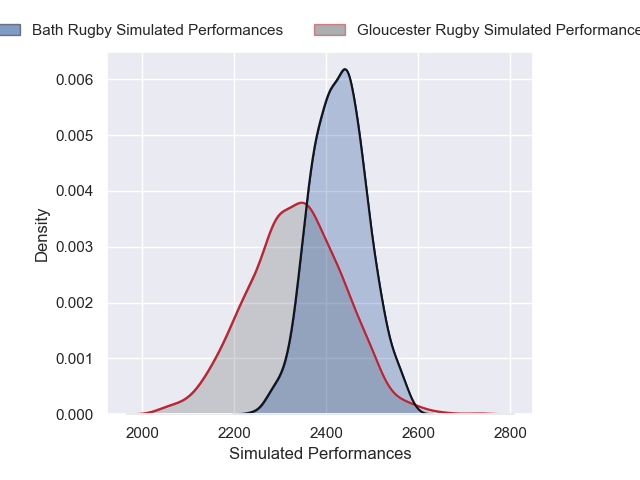 Bath Rugby Simulated Performances
Gloucester Rugby Simulated Performance
0.006
0.005
0.004
0.003
0.002
0.001
0.000
Density
2000 2200 2400 2600 2800
Simulated Performances